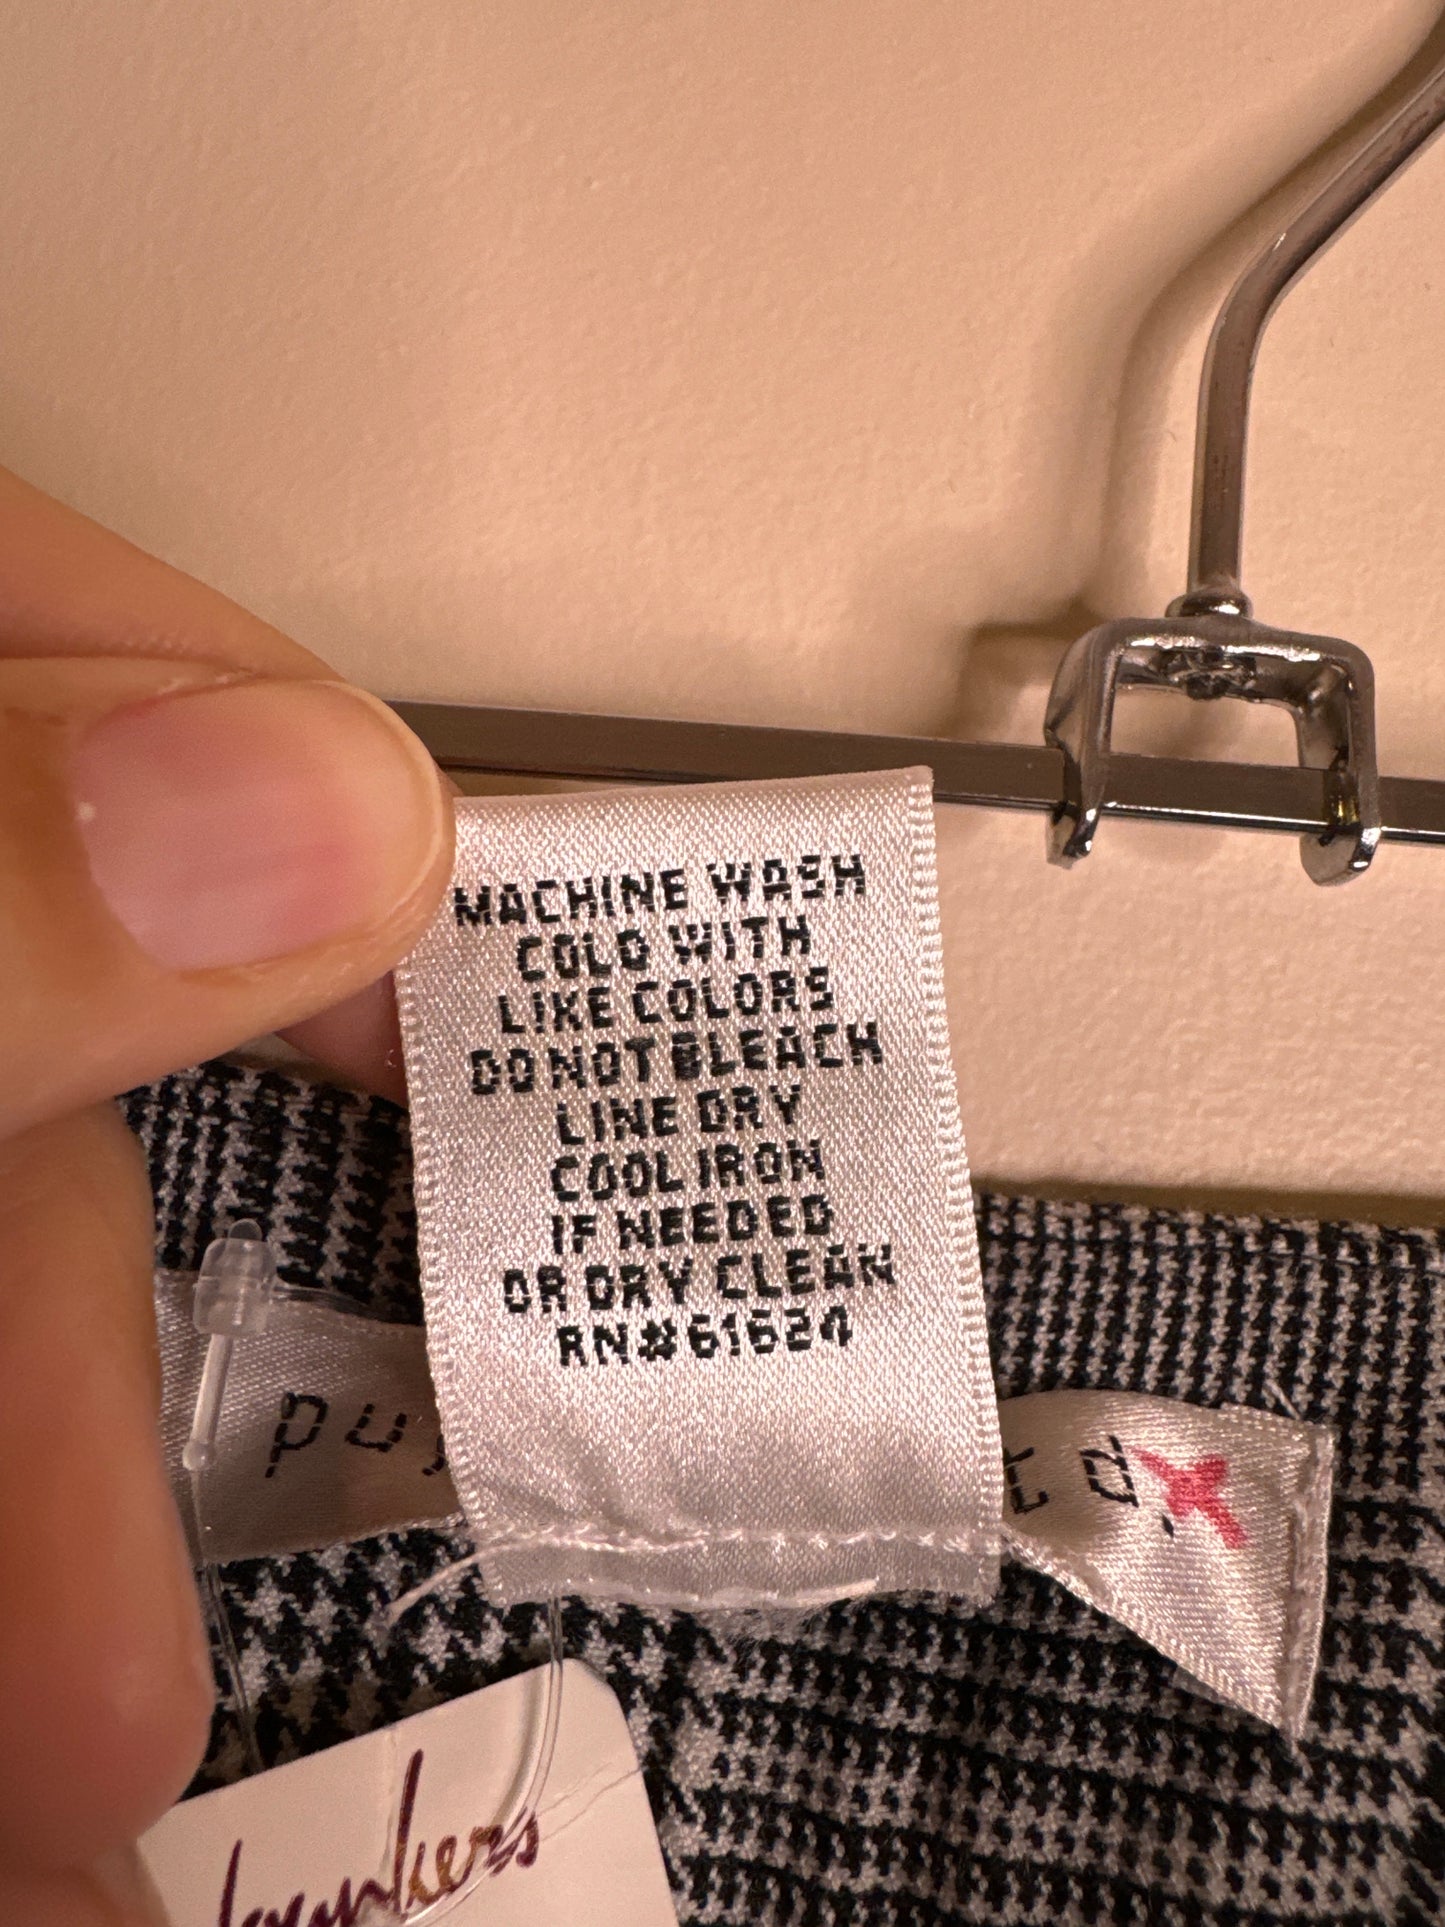 MACHINE WASH
COLD WITH
LIKE COLORS
DO NOT BLEACH
LINE DRY
COOL IRON
IF NEEDED
OR DRY CLEAN
RN#61624